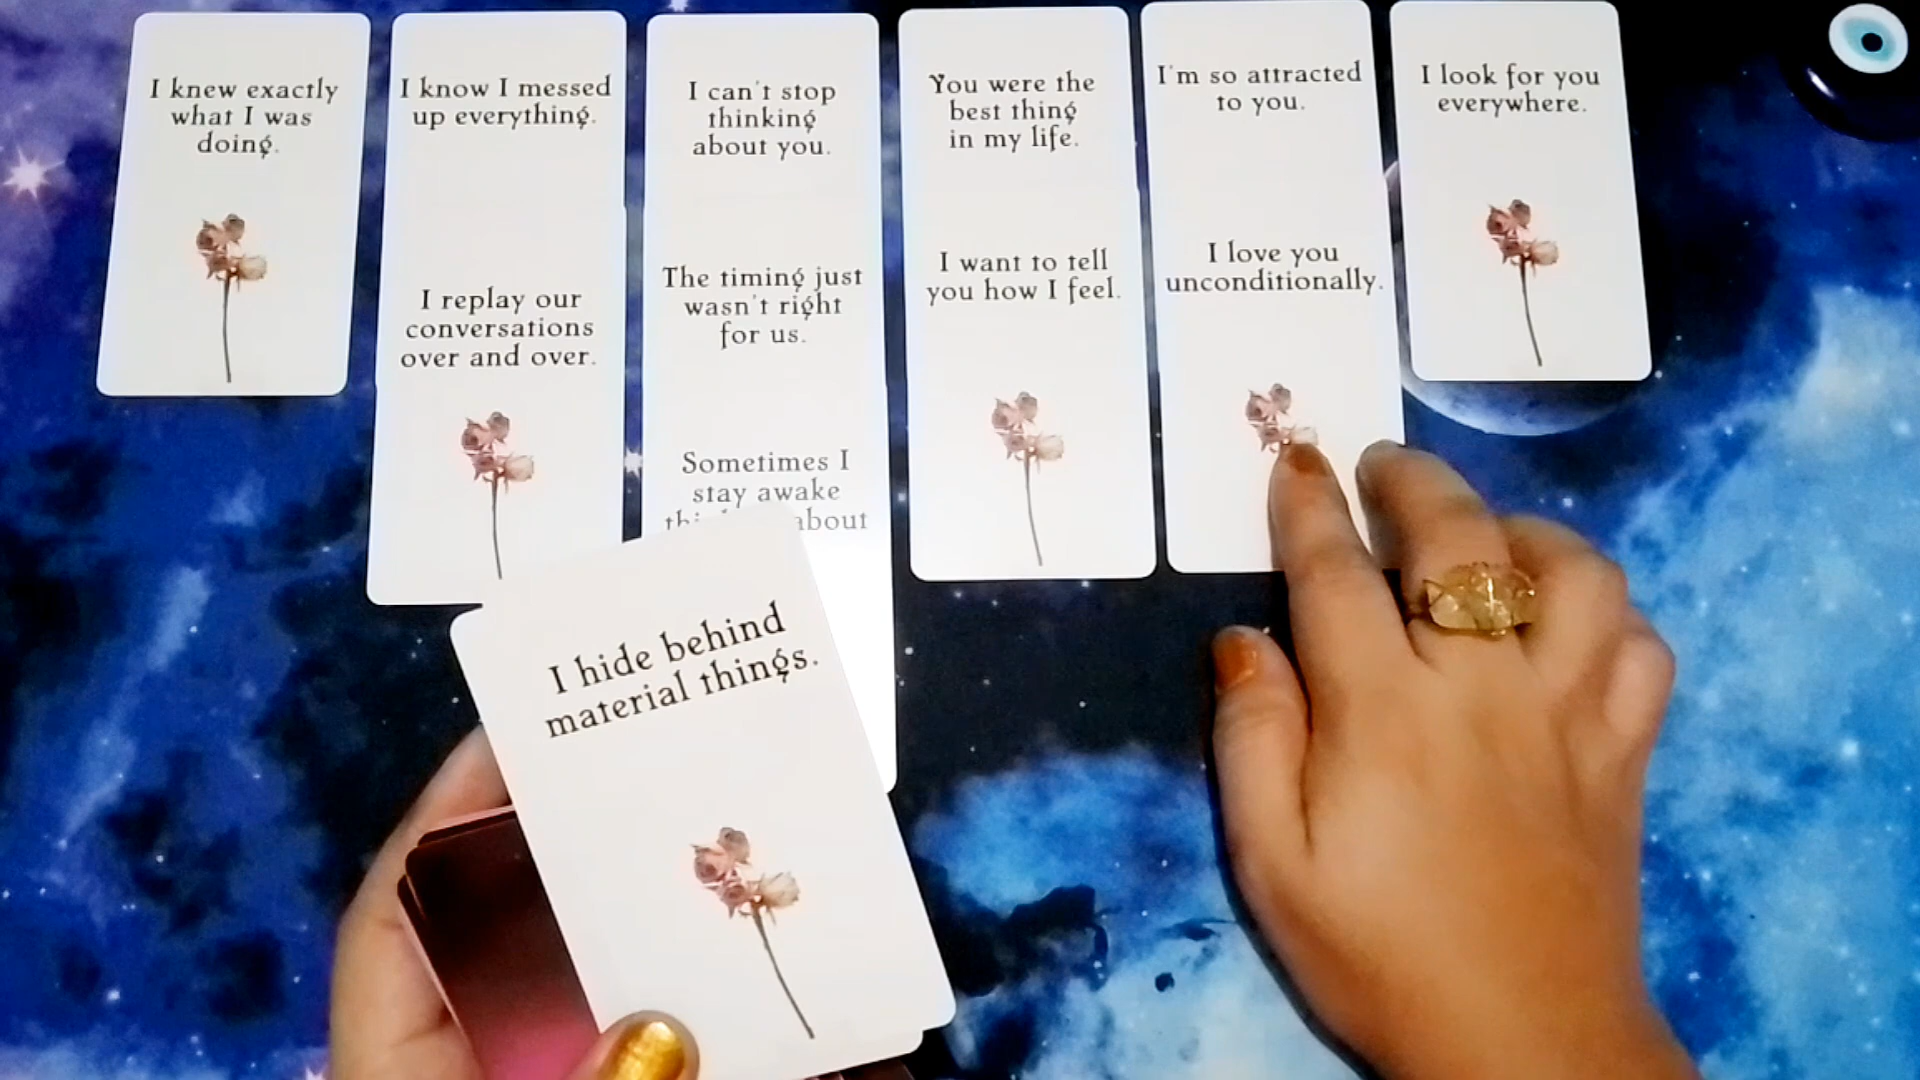 I knew exactly
what I was
doing.
I know I messed
up everything.
I replay our
conversations
over and over.
I can't stop
thinking
about you.
The timing just
wasn't right
for us.
Sometimes I
stay awake
about
You were the
best thing
in my life.
I want to tell
you how I feel.
I'm so attracted
to you.
I love you
unconditionally.
I look for you
everywhere.
I hide behind
material things.